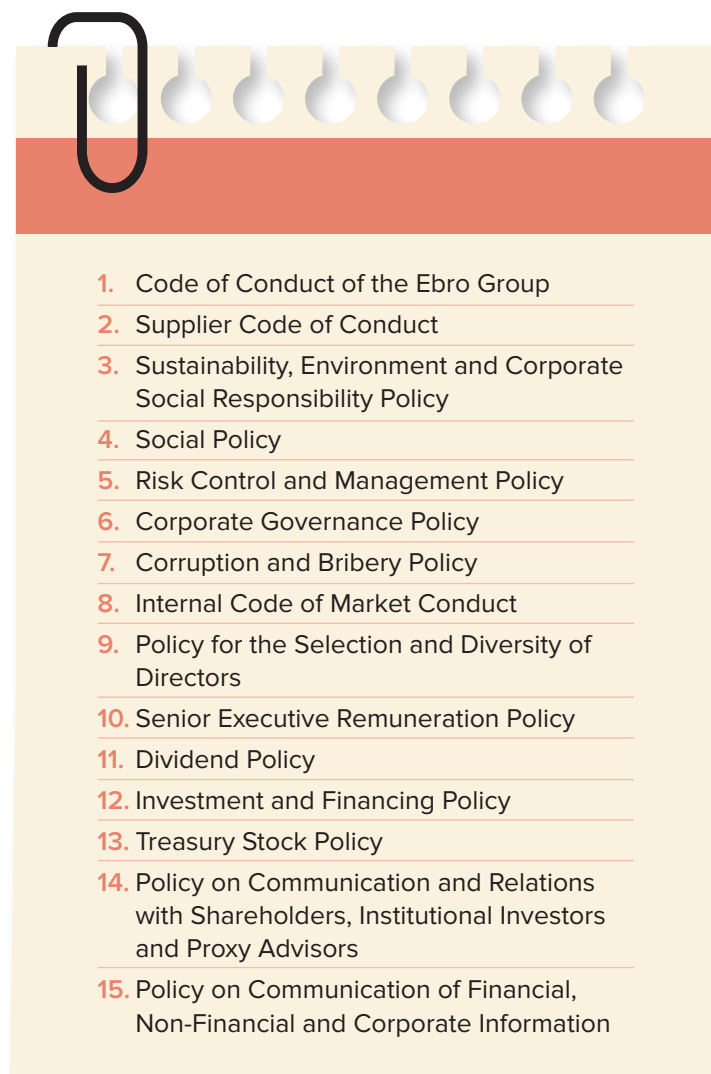 1. Code of Conduct of the Ebro Group
2. Supplier Code of Conduct
3. Sustainability, Environment and Corporate
Social Responsibility Policy
4. Social Policy
5. Risk Control and Management Policy
6. Corporate Governance Policy
7. Corruption and Bribery Policy
8. Internal Code of Market Conduct
9. Policy for the Selection and Diversity of
Directors
10. Senior Executive Remuneration Policy
11. Dividend Policy
12. Investment and Financing Policy
13. Treasury Stock Policy
14. Policy on Communication and Relations
with Shareholders, Institutional Investors
and Proxy Advisors
15. Policy on Communication of Financial,
Non-Financial and Corporate Information